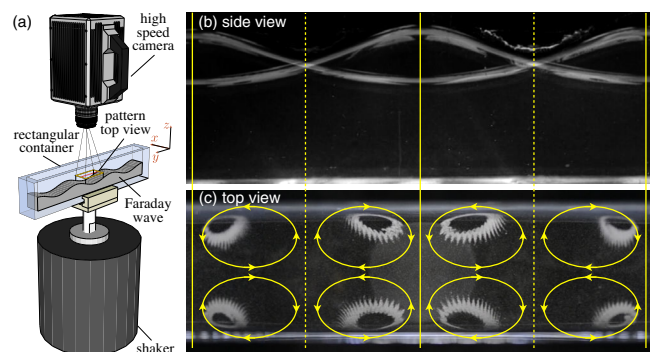 (a)
high
speed
camera
rectangular
container
pattern
top view
x
y
z
Faraday
wave
shaker
(b) side view
(c) top view